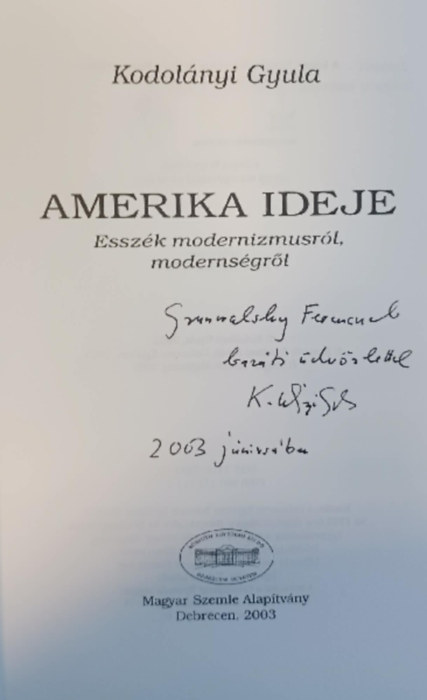 Kodolányi Gyula
AMERIKA IDEJE
Esszék modernizmusról,
modernségről
Grunwalsky Ferencnek
baráti üdvözlettel
2003 júniusában
Magyar Szemle Alapítvány
Debrecen, 2003